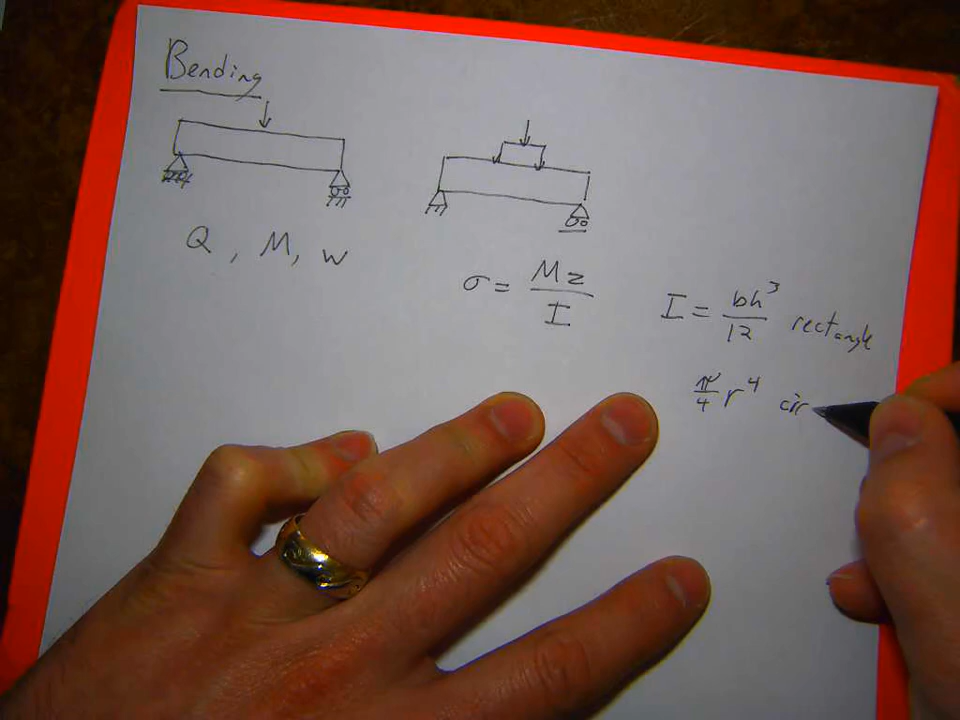 Bending
Q, M, w
σ = Mz/I
I = bh³/12 rectangle
π/4 r⁴ cir